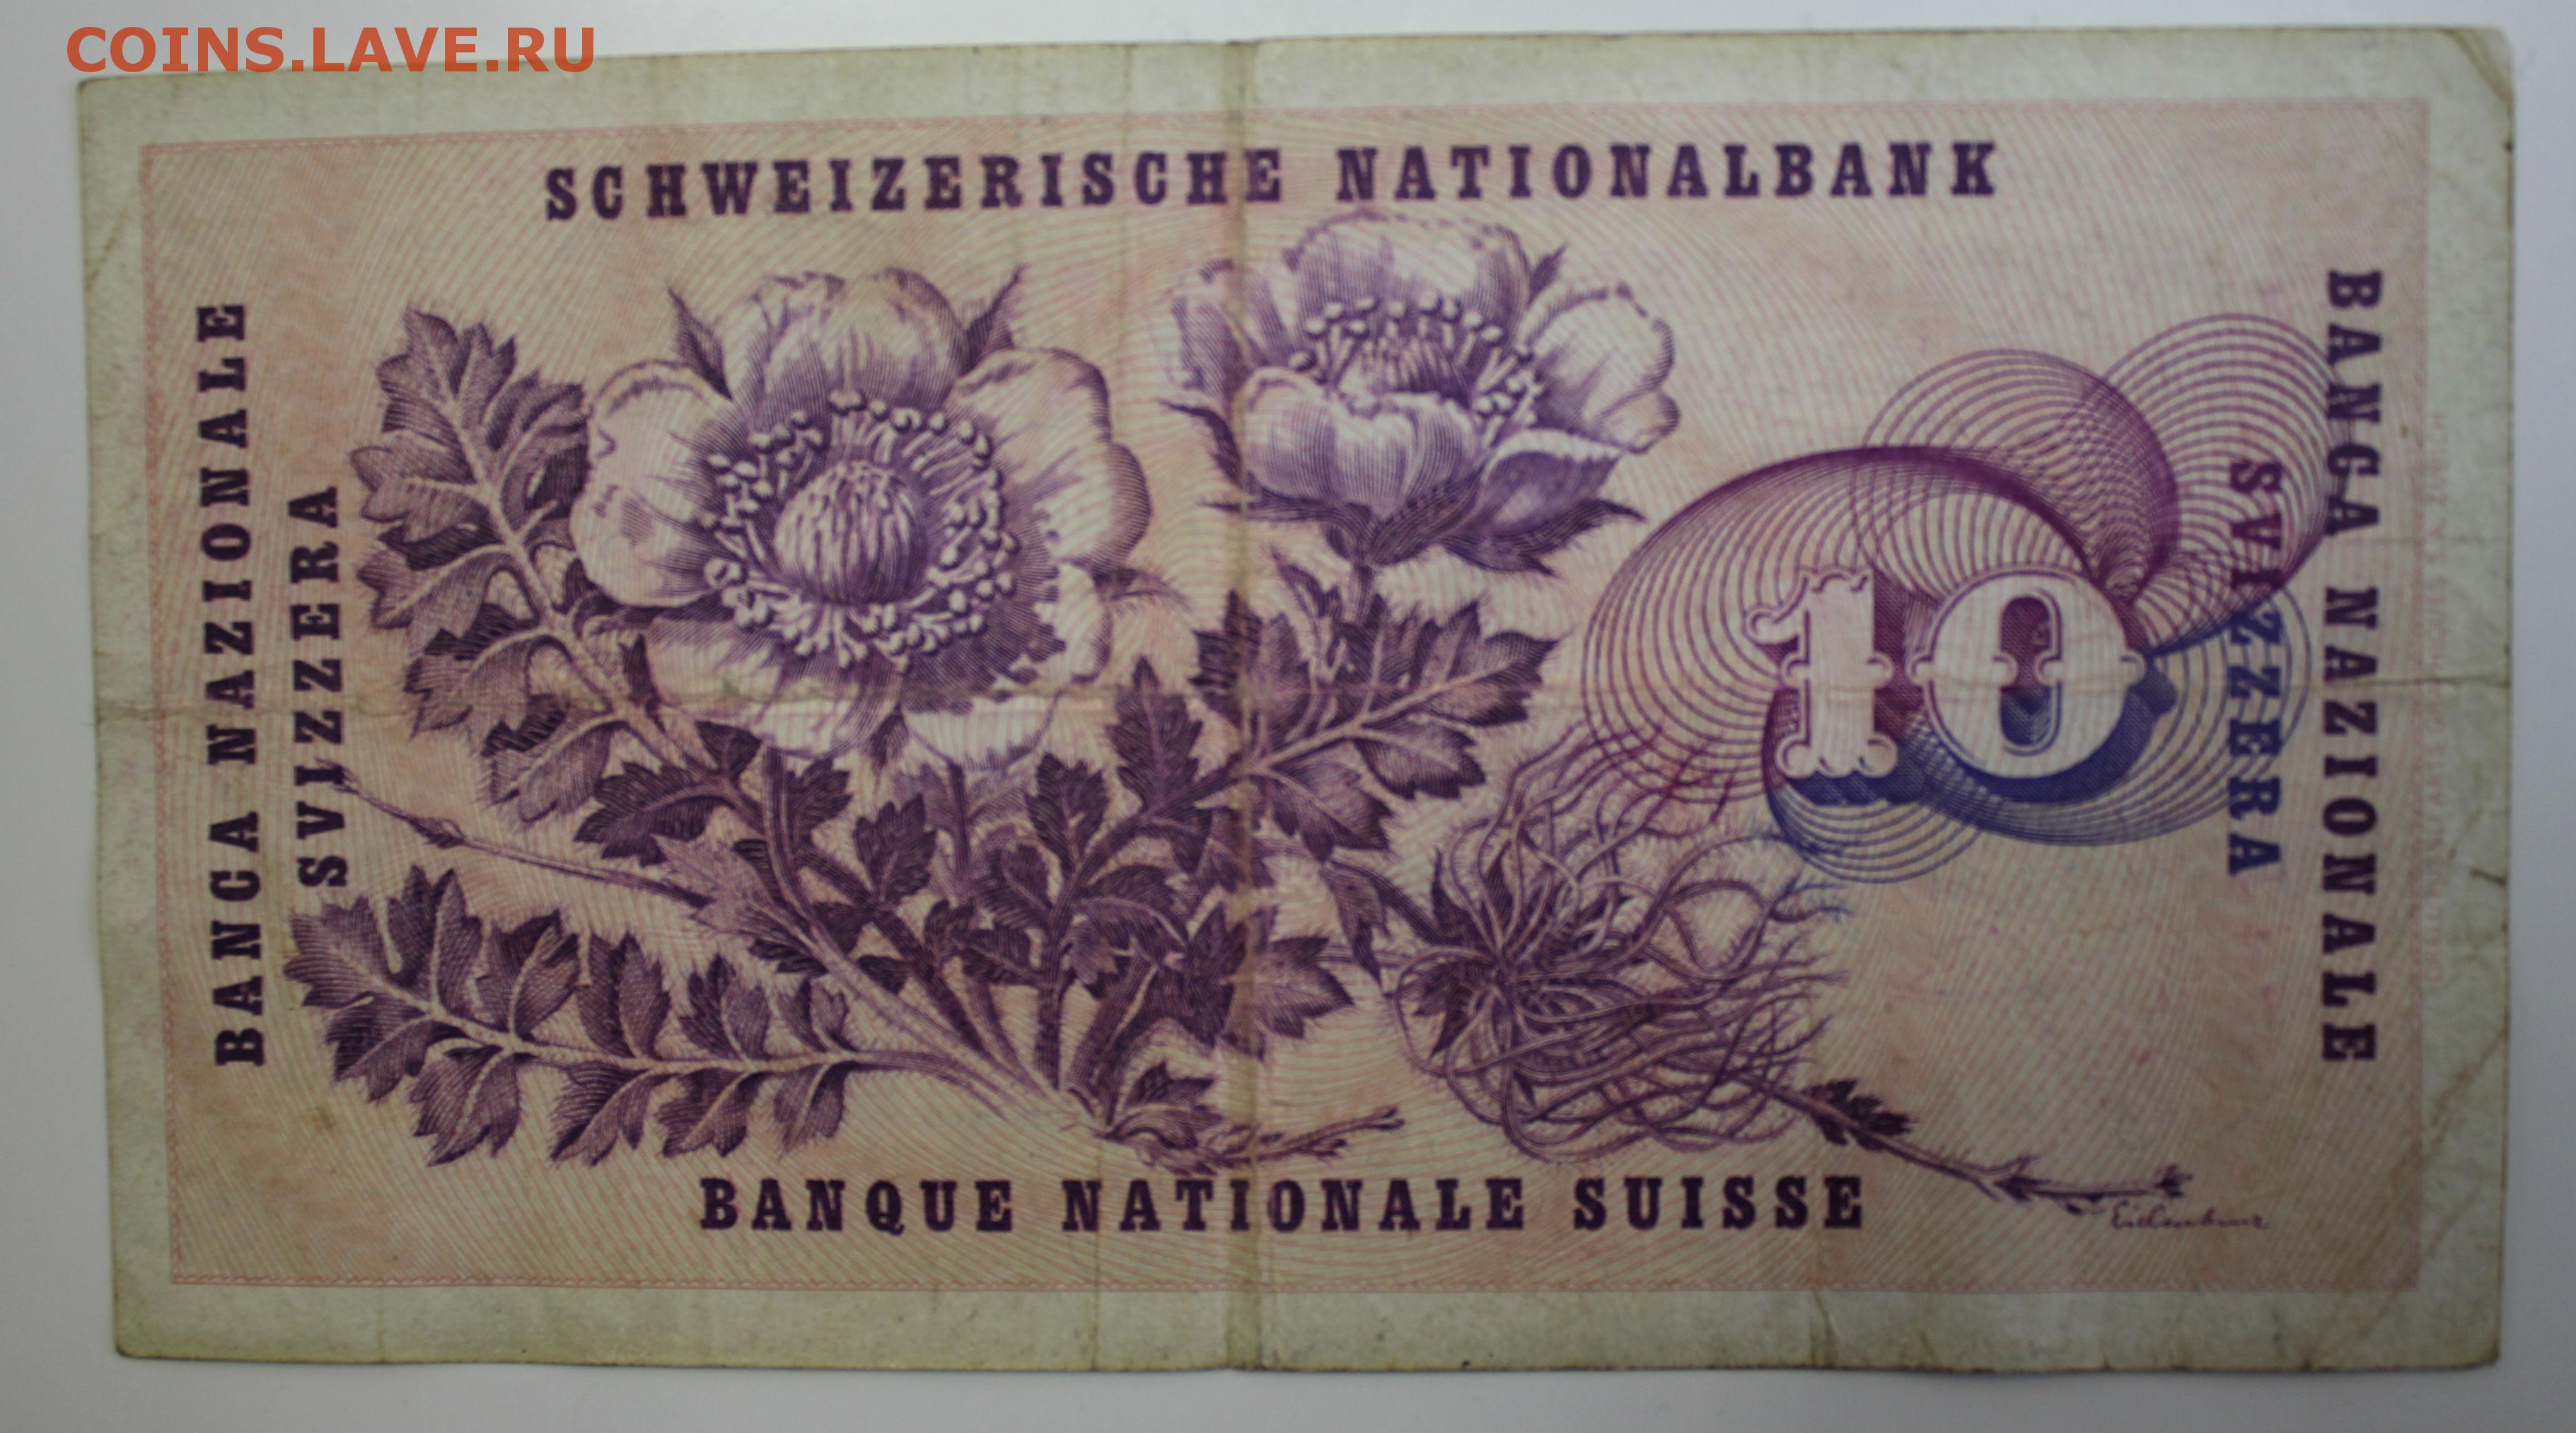 COINS.LAVE.RU
SCHWEIZERISCHE NATIONALBANK
BANCA NAZIONALE
SVIZZERA
10
BANCA NAZIONALE
SVIZZERA
BANQUE NATIONALE SUISSE